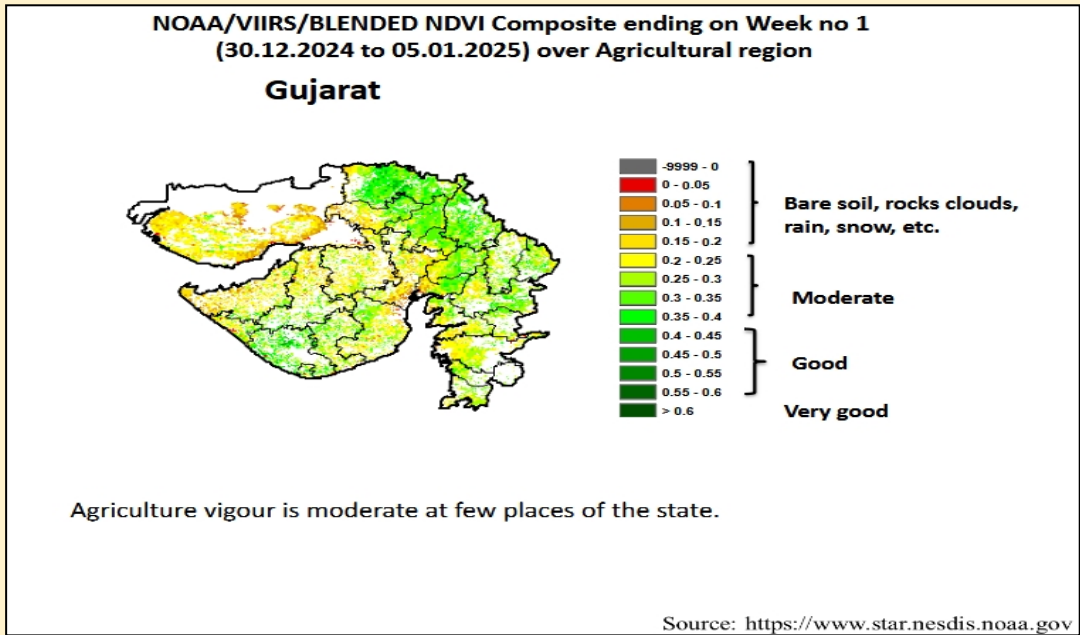 NOAA/VIIRS/BLENDED NDVI Composite ending on Week no 1
(30.12.2024 to 05.01.2025) over Agricultural region
Gujarat
-9999 - 0
0 - 0.05
0.05 - 0.1
0.1 - 0.15
0.15 - 0.2
0.2 - 0.25
0.25 - 0.3
0.3 - 0.35
0.35 - 0.4
0.4 - 0.45
0.45 - 0.5
0.5 - 0.55
0.55 - 0.6
> 0.6
Bare soil, rocks clouds,
rain, snow, etc.
Moderate
Good
Very good
Agriculture vigour is moderate at few places of the state.
Source: https://www.star.nesdis.noaa.gov